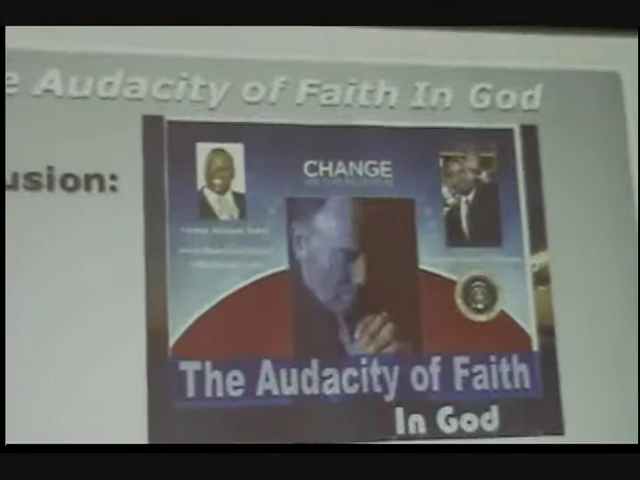 e Audacity of Faith In God
usion:
CHANGE
The Audacity of Faith
In God